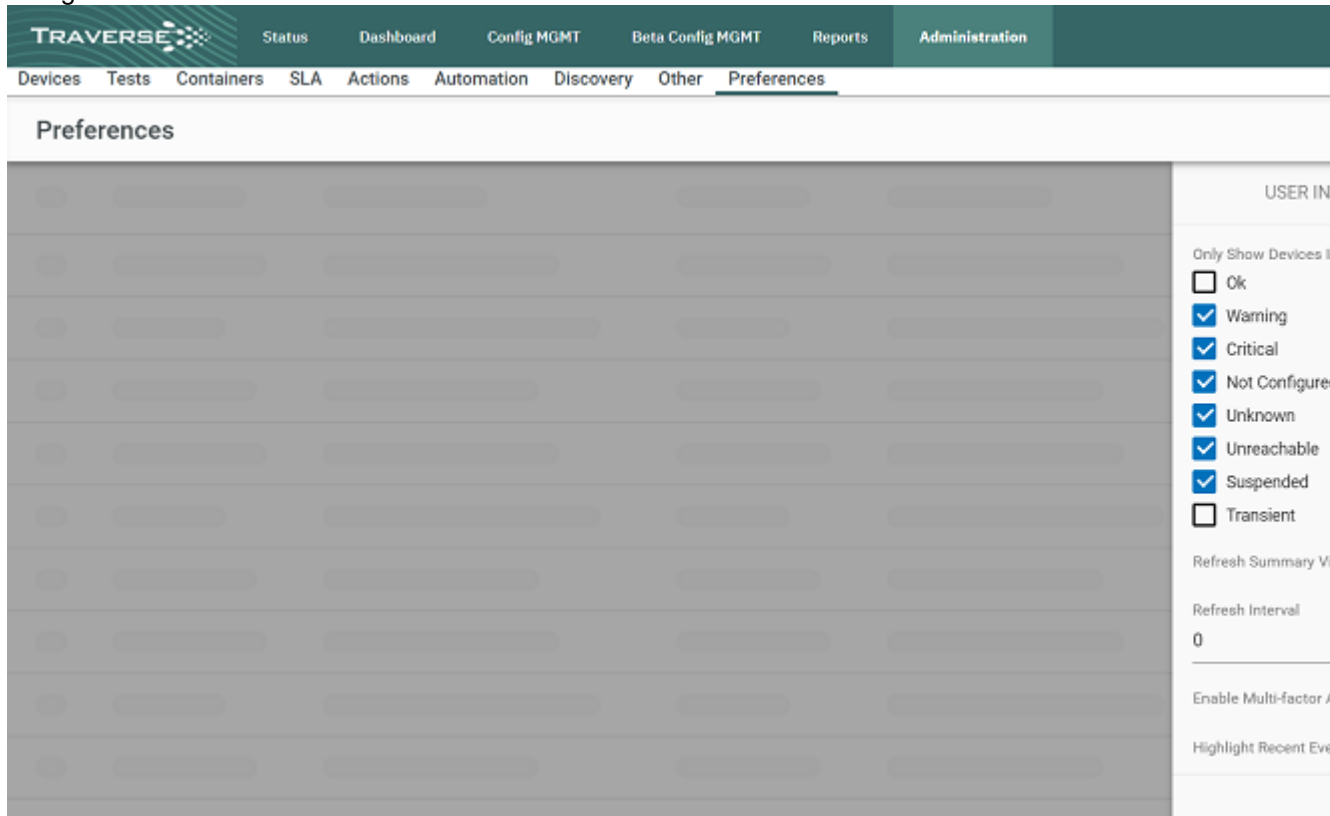 TRAVERSE Status Dashboard Config MGMT Beta Config MGMT Reports Administration
Devices Tests Containers SLA Actions Automation Discovery Other Preferences
Preferences
USER IN
Only Show Devices I
Ok
Warning
Critical
Not Configured
Unknown
Unreachable
Suspended
Transient
Refresh Summary Vi
Refresh Interval
0
Enable Multi-factor A
Highlight Recent Eve